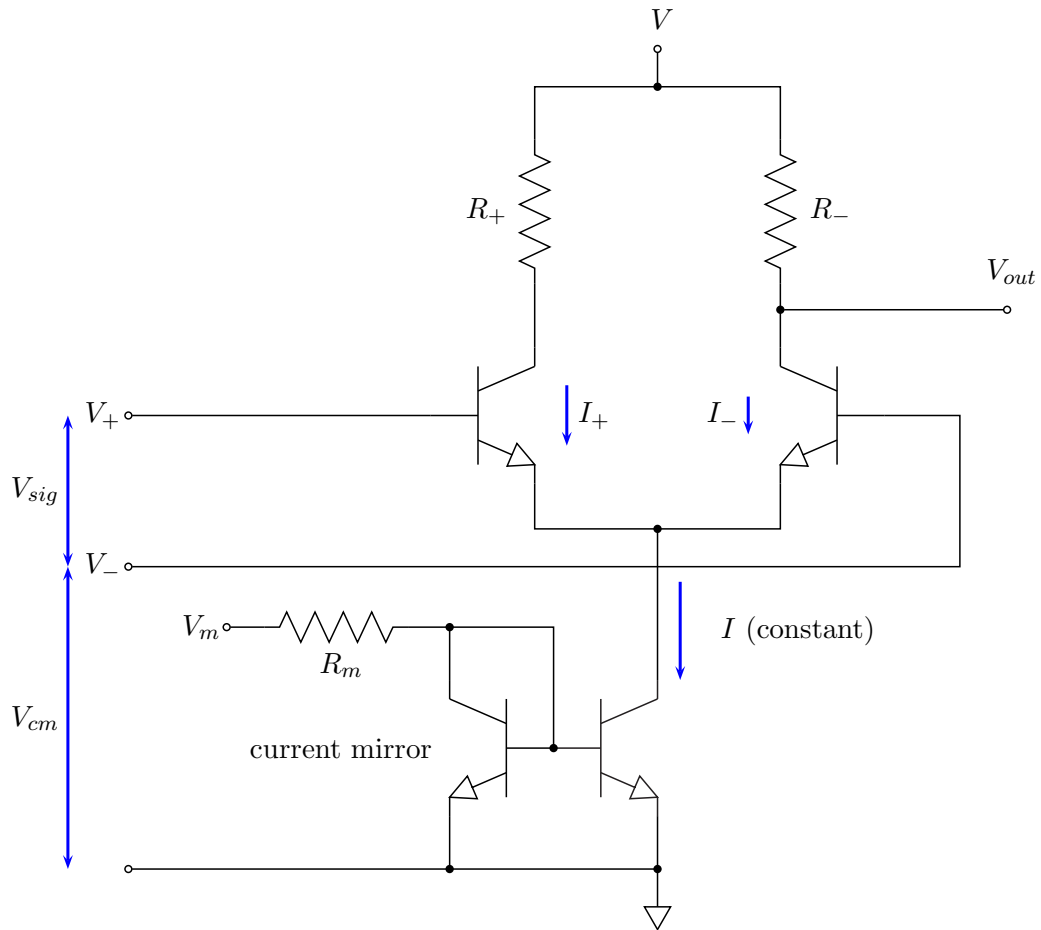 V
R+
R−
Vout
V+
I+
I−
Vsig
V−
Vm
I (constant)
Rm
Vcm
current mirror